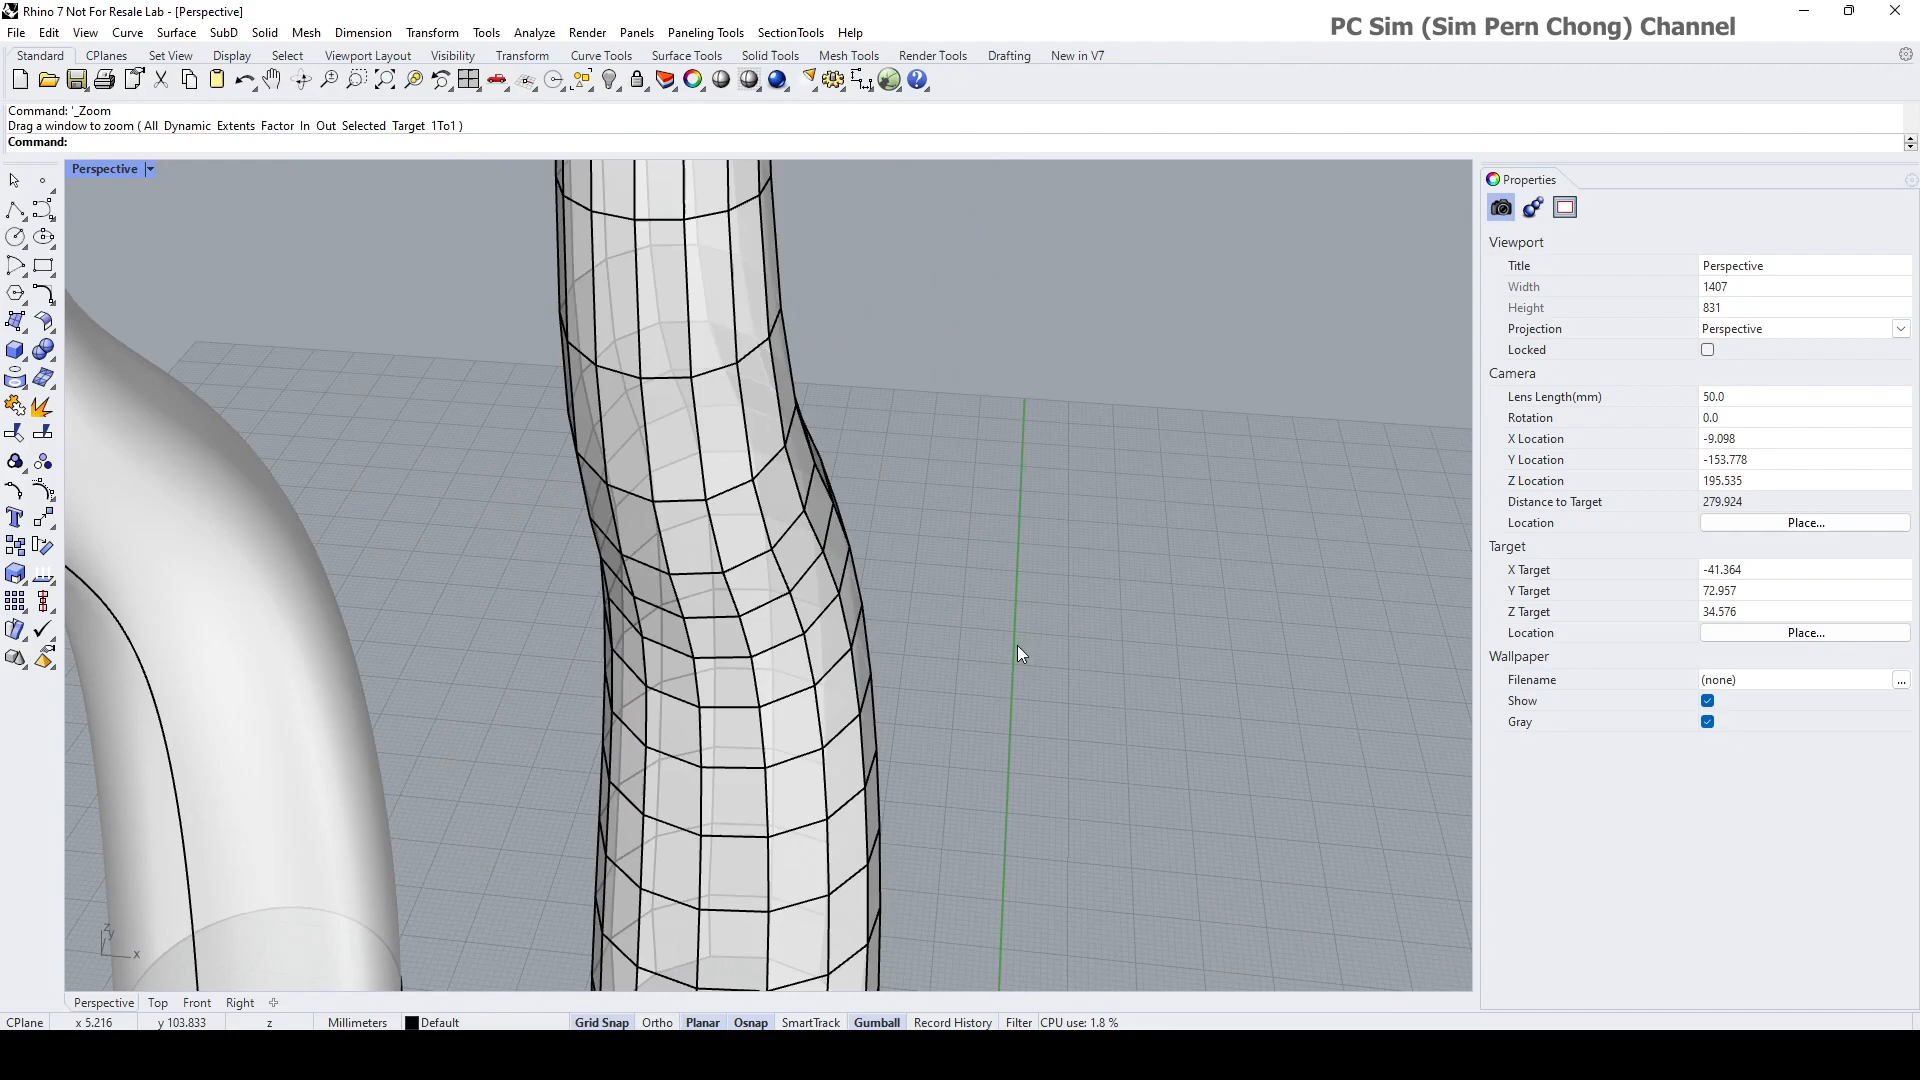 Rhino 7 Not For Resale Lab - [Perspective]
PC Sim (Sim Pern Chong) Channel
File Edit View Curve Surface SubD Solid Mesh Dimension Transform Tools Analyze Render Panels Paneling Tools SectionTools Help
Standard CPlanes Set View Display Select Viewport Layout Visibility Transform Curve Tools Surface Tools Solid Tools Mesh Tools Render Tools Drafting New in V7
Command: '_Zoom
Drag a window to zoom ( All Dynamic Extents Factor In Out Selected Target 1To1 )
Command:
Perspective
Properties
Viewport
Title Perspective
Width 1407
Height 831
Projection Perspective
Locked
Camera
Lens Length(mm) 50.0
Rotation 0.0
X Location -9.098
Y Location -153.778
Z Location 195.535
Distance to Target 279.924
Location Place...
Target
X Target -41.364
Y Target 72.957
Z Target 34.576
Location Place...
Wallpaper
Filename (none) ...
Show
Gray
z
y
x
Perspective Top Front Right
CPlane x 5.216 y 103.833 z Millimeters Default Grid Snap Ortho Planar Osnap SmartTrack Gumball Record History Filter CPU use: 1.8 %